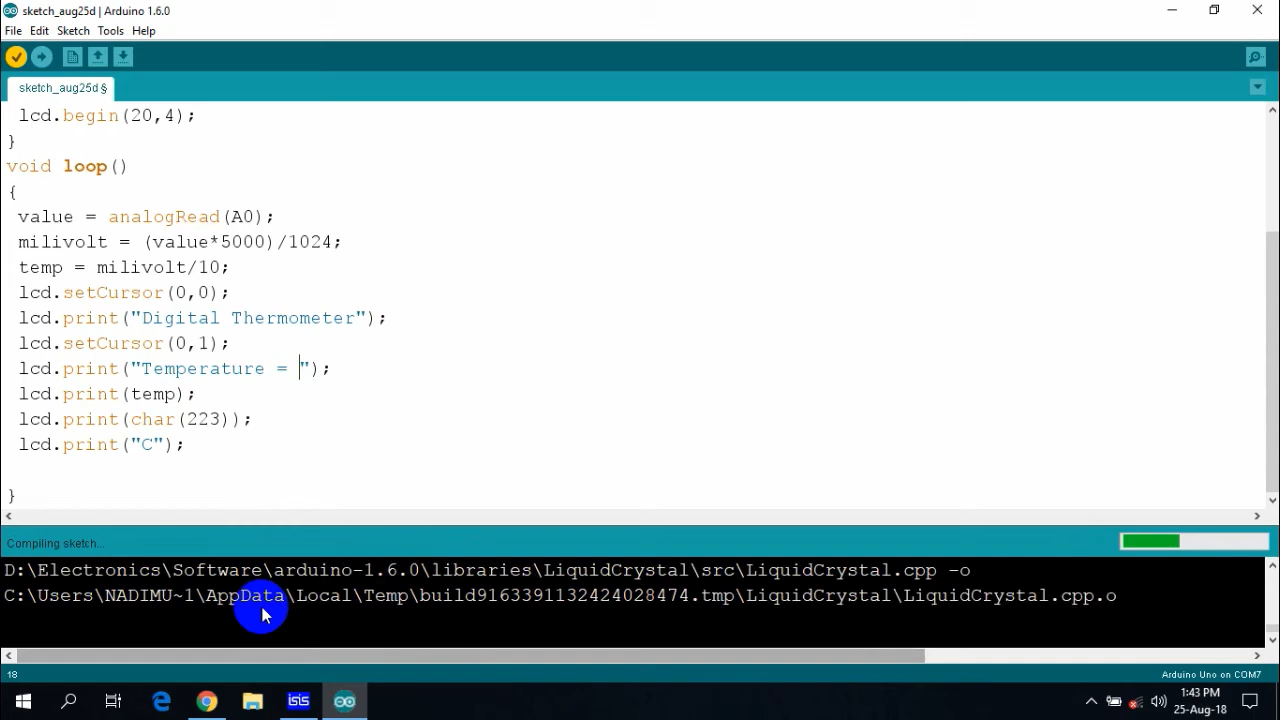 sketch_aug25d | Arduino 1.6.0
File Edit Sketch Tools Help
sketch_aug25d §
lcd.begin(20,4);
}
void loop()
{
value = analogRead(A0);
milivolt = (value*5000)/1024;
temp = milivolt/10;
lcd.setCursor(0,0);
lcd.print("Digital Thermometer");
lcd.setCursor(0,1);
lcd.print("Temperature = ");
lcd.print(temp);
lcd.print(char(223));
lcd.print("C");
}
Compiling sketch...
D:\Electronics\Software\arduino-1.6.0\libraries\LiquidCrystal\src\LiquidCrystal.cpp -o
C:\Users\NADIMU~1\AppData\Local\Temp\build9163391132424028474.tmp\LiquidCrystal\LiquidCrystal.cpp.o
18
Arduino Uno on COM7
isis
1:43 PM
25-Aug-18